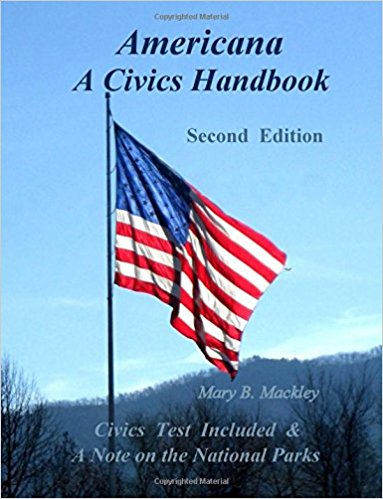 Copyrighted Material
Americana
A Civics Handbook
Second Edition
Mary B. Mackley
Civics Test Included &
A Note on the National Parks
Copyrighted Material